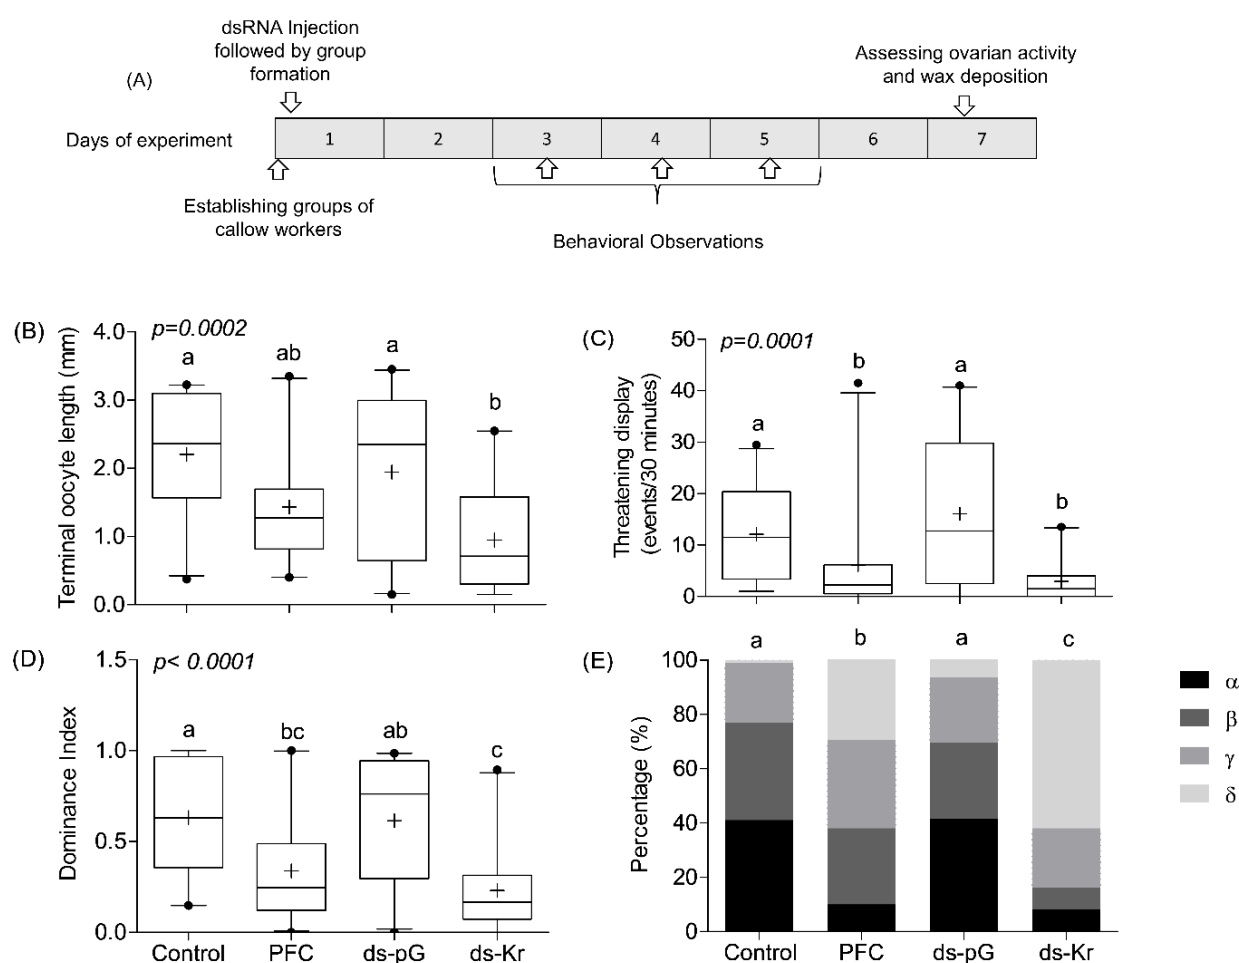 dsRNA Injection
followed by group
formation
Assessing ovarian activity
and wax deposition
(A)
Days of experiment
1 2 3 4 5 6 7
Establishing groups of
callow workers
Behavioral Observations
(B)
p=0.0002
Terminal oocyte length (mm)
4.0
3.0
2.0
1.0
0.0
a ab a b
(C)
p=0.0001
Threatening display
(events/30 minutes)
50
40
30
20
10
0
a b a b
(D)
p< 0.0001
Dominance Index
1.5
1.0
0.5
0.0
a bc ab c
Control PFC ds-pG ds-Kr
(E)
Percentage (%)
100
80
60
40
20
0
a b a c
Control PFC ds-pG ds-Kr
α
β
γ
δ